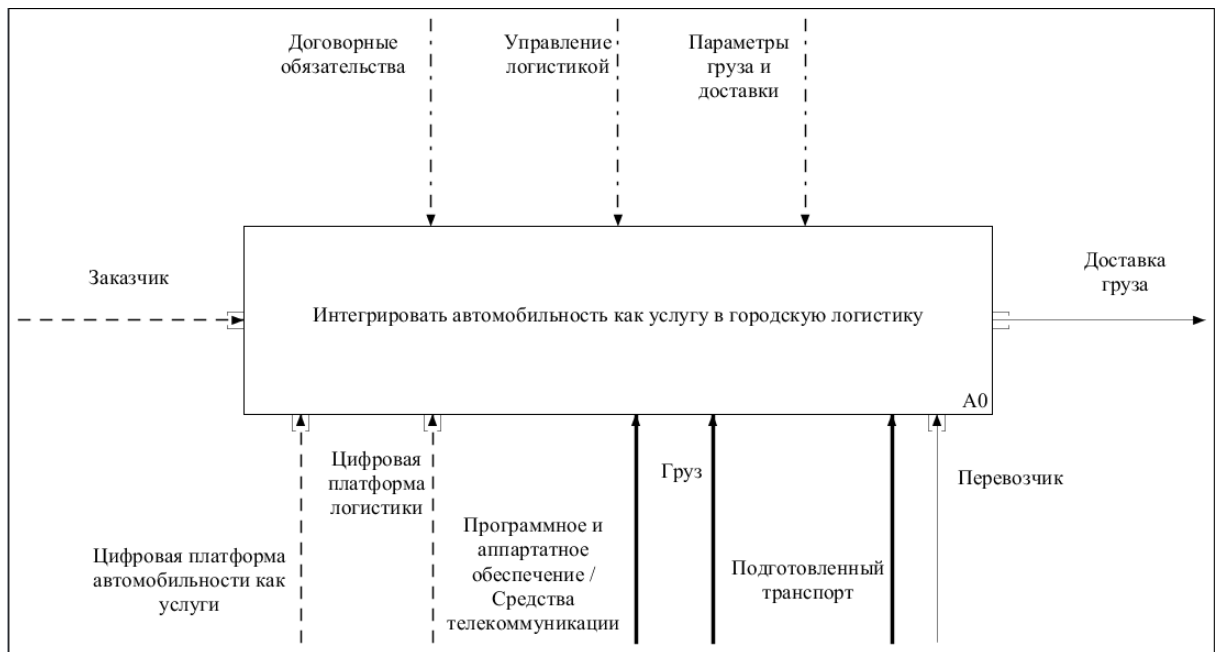 Договорные
обязательства
Управление
логистикой
Параметры
груза и
доставки
Заказчик
Доставка
груза
Интегрировать автомобильность как услугу в городскую логистику
A0
Цифровая платформа
автомобильности как
услуги
Цифровая
платформа
логистики
Программное и
аппартатное
обеспечение /
Средства
телекоммуникации
Груз
Подготовленный
транспорт
Перевозчик